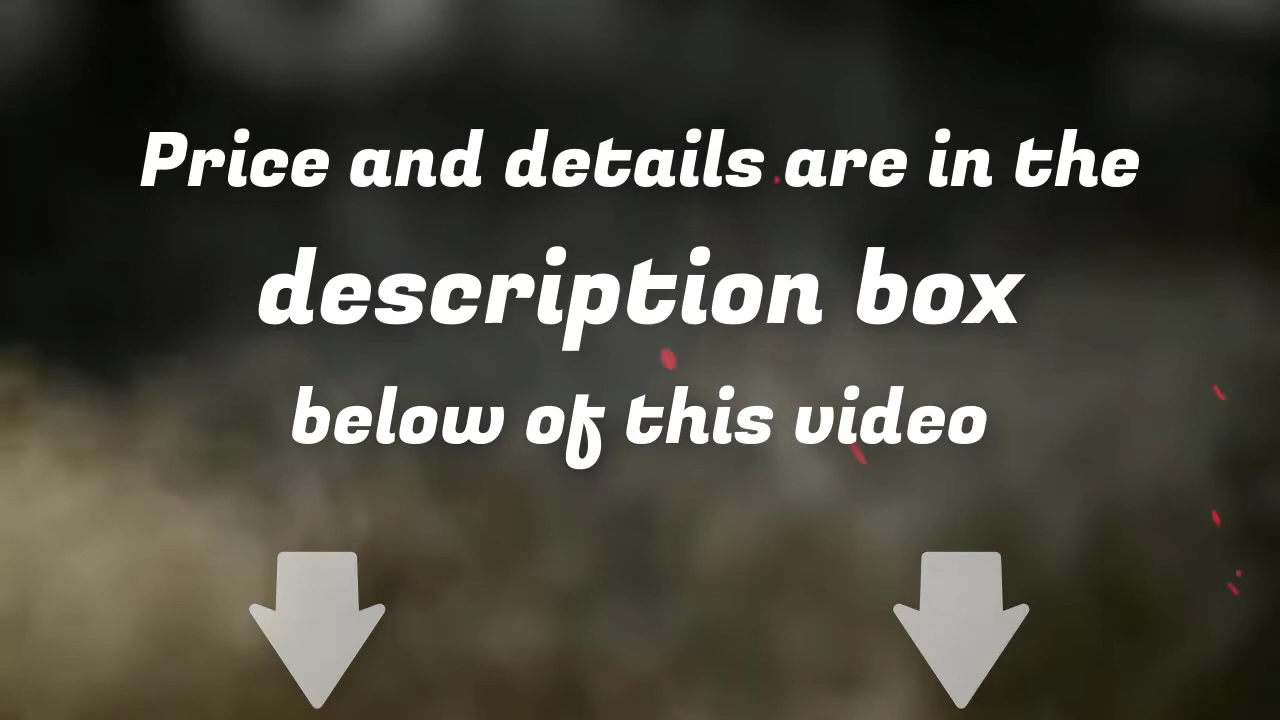 Price and details are in the
description box
below of this video